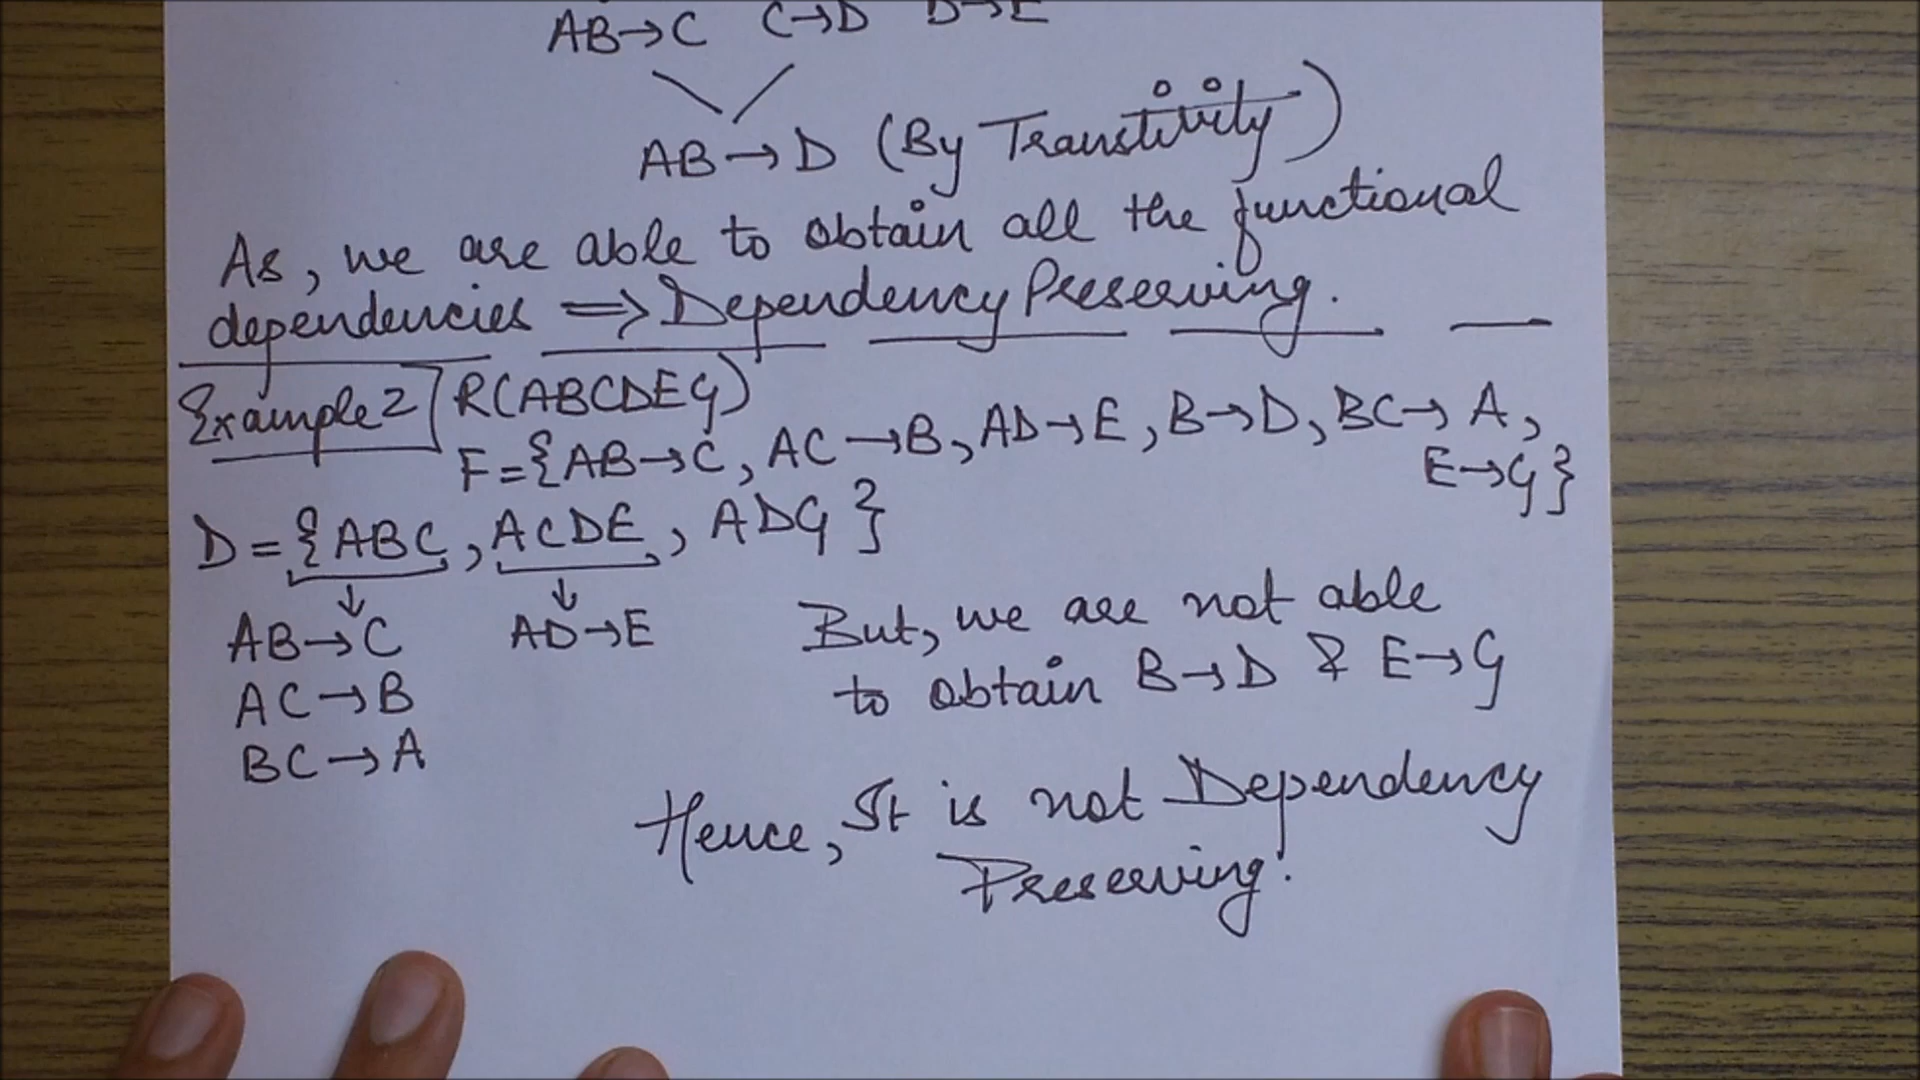 AB→C C→D D→E
AB→D (By Transtivity)
As, we are able to obtain all the functional
dependencies ⇒ Dependency Preserving.
Example 2 R(ABCDEG)
F={AB→C, AC→B, AD→E, B→D, BC→A,
E→G}
D={ABC, ACDE, ADG}
AB→C AD→E
AC→B
BC→A
But, we are not able
to obtain B→D & E→G
Hence, It is not Dependency
Preserving.